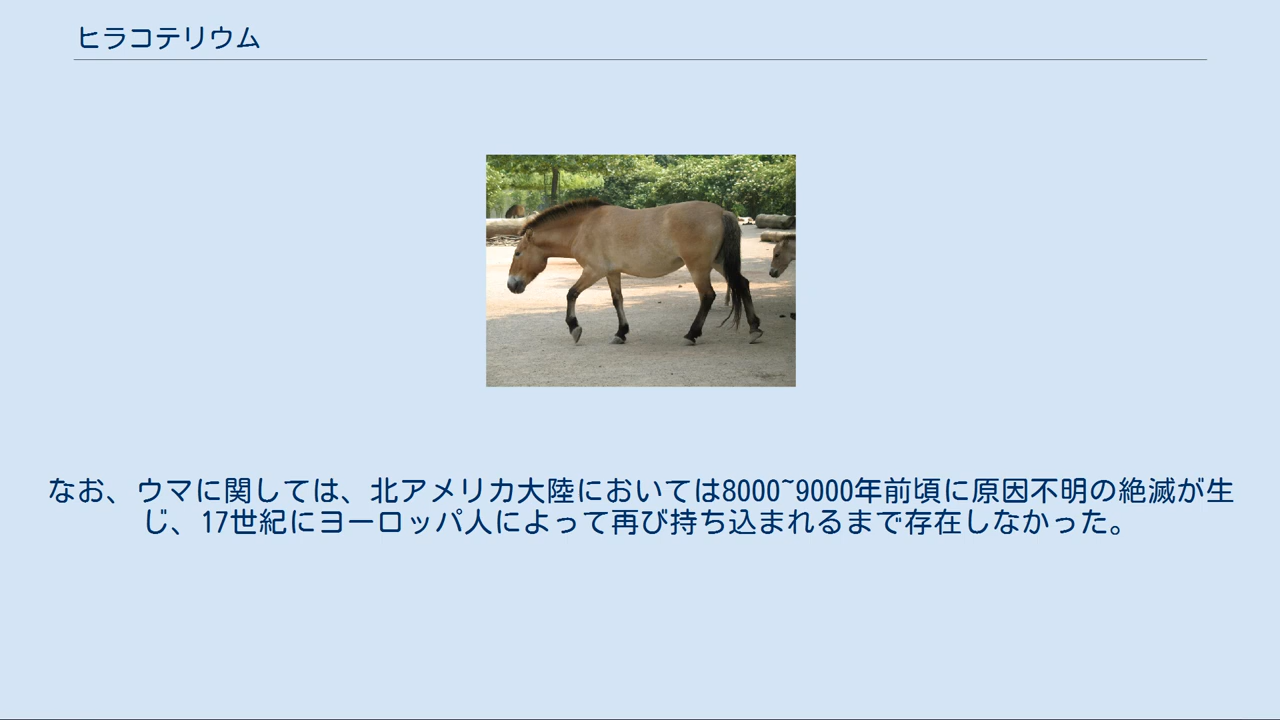 ヒラコテリウム
なお、ウマに関しては、北アメリカ大陸においては8000~9000年前頃に原因不明の絶滅が生
じ、17世紀にヨーロッパ人によって再び持ち込まれるまで存在しなかった。